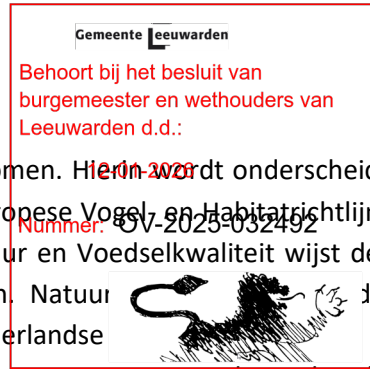 Gemeente Leeuwarden
Behoort bij het besluit van
burgemeester en wethouders van
Leeuwarden d.d.:
12-01-2026
omen. Hierin wordt onderscheid
opese Vogel- en Habitatrichtlijn
Nummer: OV-2025-032492
ur en Voedselkwaliteit wijst de
n. Natuur
erlandse